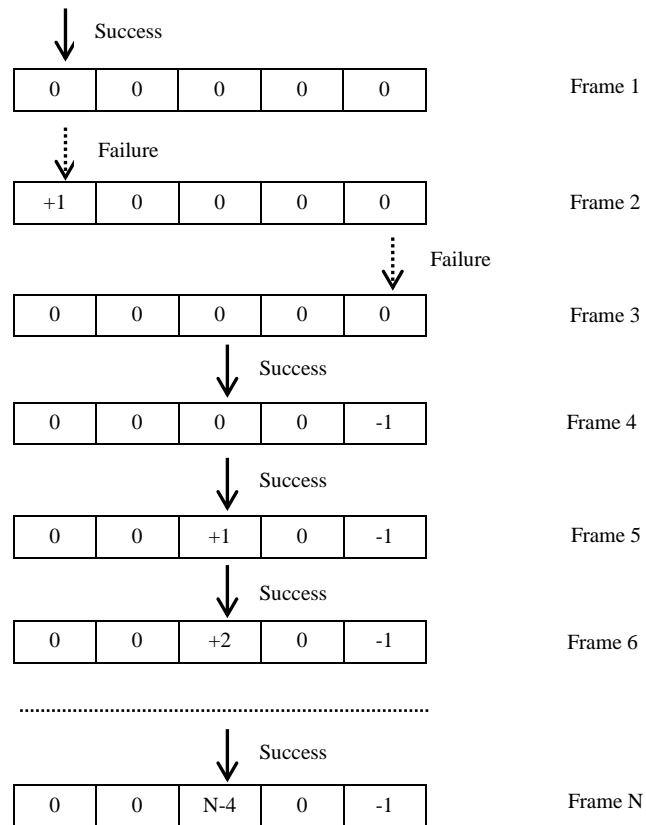 Success
0 0 0 0 0 Frame 1
Failure
+1 0 0 0 0 Frame 2
Failure
0 0 0 0 0 Frame 3
Success
0 0 0 0 -1 Frame 4
Success
0 0 +1 0 -1 Frame 5
Success
0 0 +2 0 -1 Frame 6
Success
0 0 N-4 0 -1 Frame N